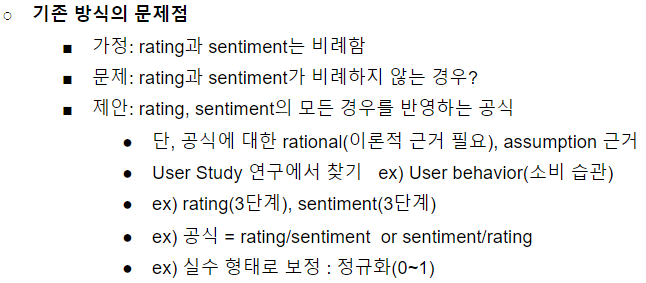 ○ 기존 방식의 문제점
■ 가정: rating과 sentiment는 비례함
■ 문제: rating과 sentiment가 비례하지 않는 경우?
■ 제안: rating, sentiment의 모든 경우를 반영하는 공식
● 단, 공식에 대한 rational(이론적 근거 필요), assumption 근거
● User Study 연구에서 찾기 ex) User behavior(소비 습관)
● ex) rating(3단계), sentiment(3단계)
● ex) 공식 = rating/sentiment or sentiment/rating
● ex) 실수 형태로 보정 : 정규화(0~1)